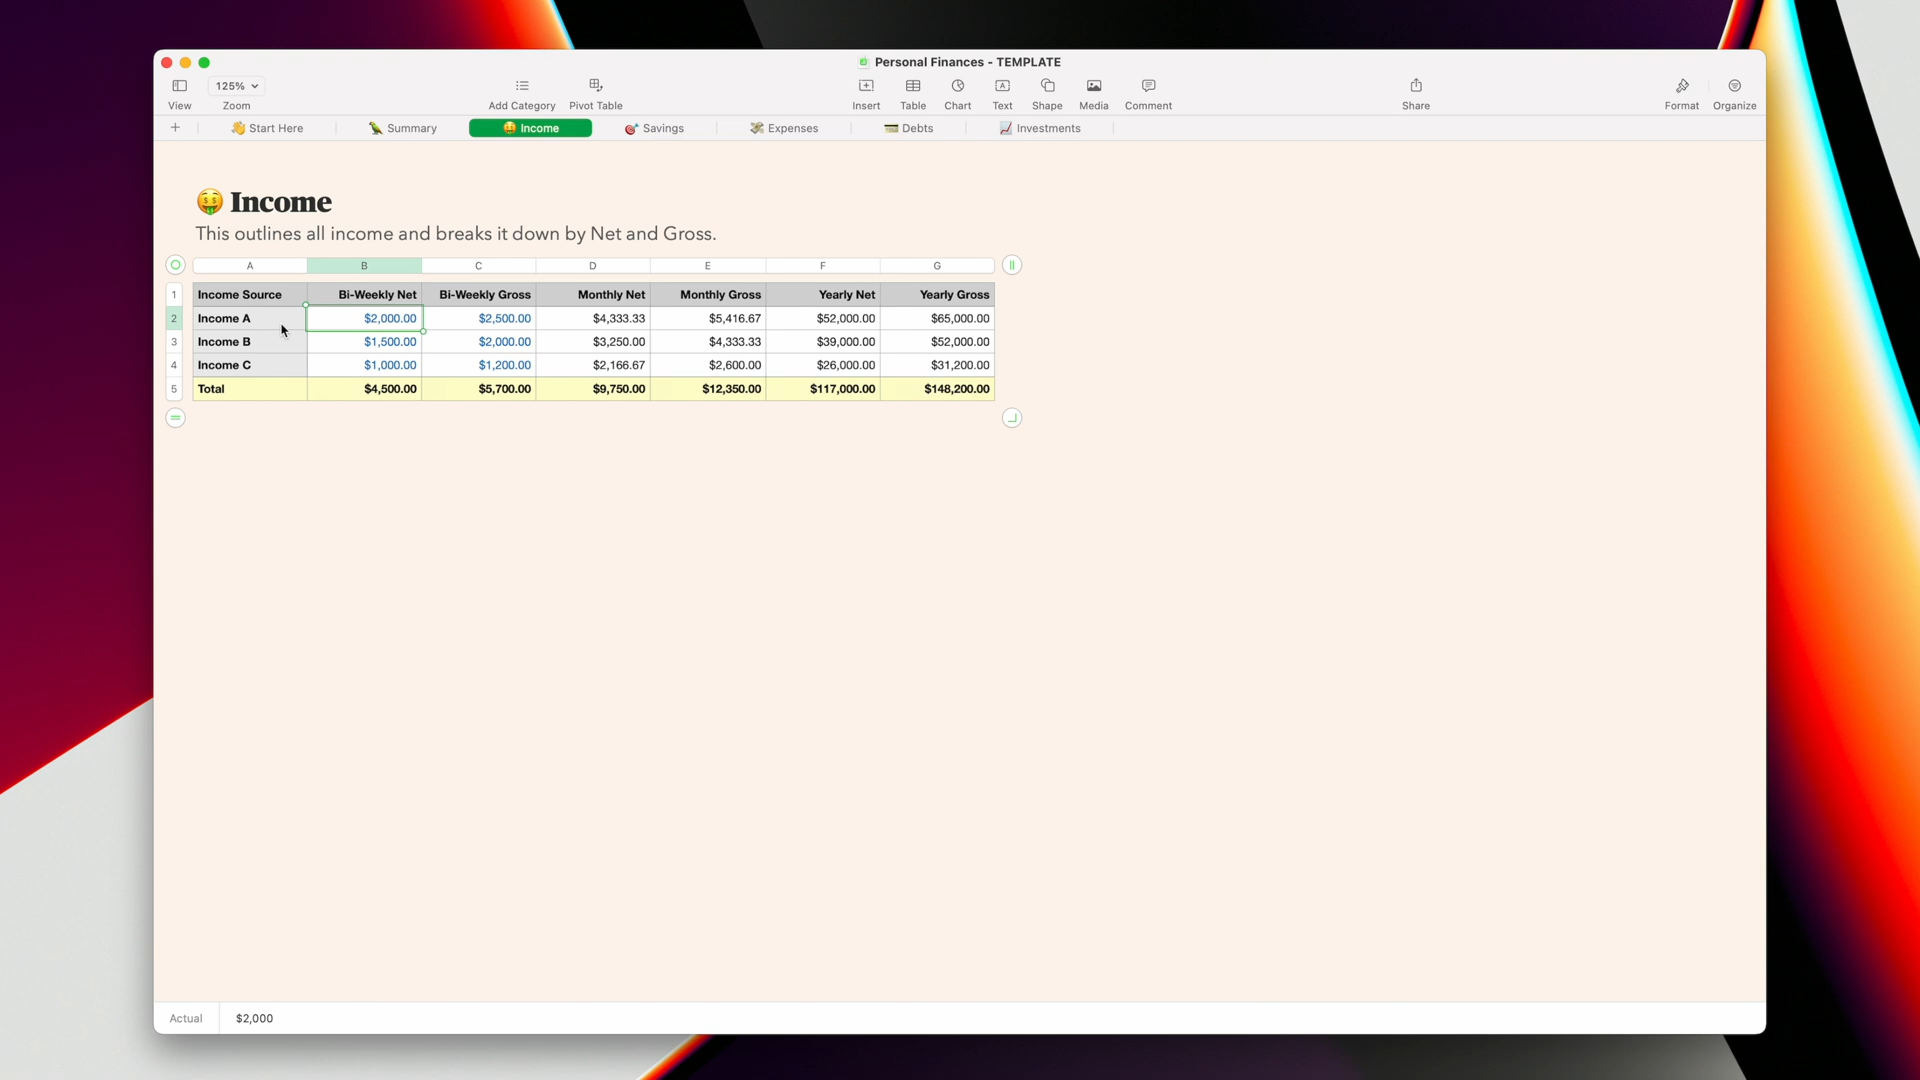 Personal Finances - TEMPLATE
125%
View Zoom Add Category Pivot Table Insert Table Chart Text Shape Media Comment Share Format Organize
Start Here Summary Income Savings Expenses Debts Investments
Income
This outlines all income and breaks it down by Net and Gross.
A B C D E F G
1 Income Source Bi-Weekly Net Bi-Weekly Gross Monthly Net Monthly Gross Yearly Net Yearly Gross
2 Income A $2,000.00 $2,500.00 $4,333.33 $5,416.67 $52,000.00 $65,000.00
3 Income B $1,500.00 $2,000.00 $3,250.00 $4,333.33 $39,000.00 $52,000.00
4 Income C $1,000.00 $1,200.00 $2,166.67 $2,600.00 $26,000.00 $31,200.00
5 Total $4,500.00 $5,700.00 $9,750.00 $12,350.00 $117,000.00 $148,200.00
Actual $2,000